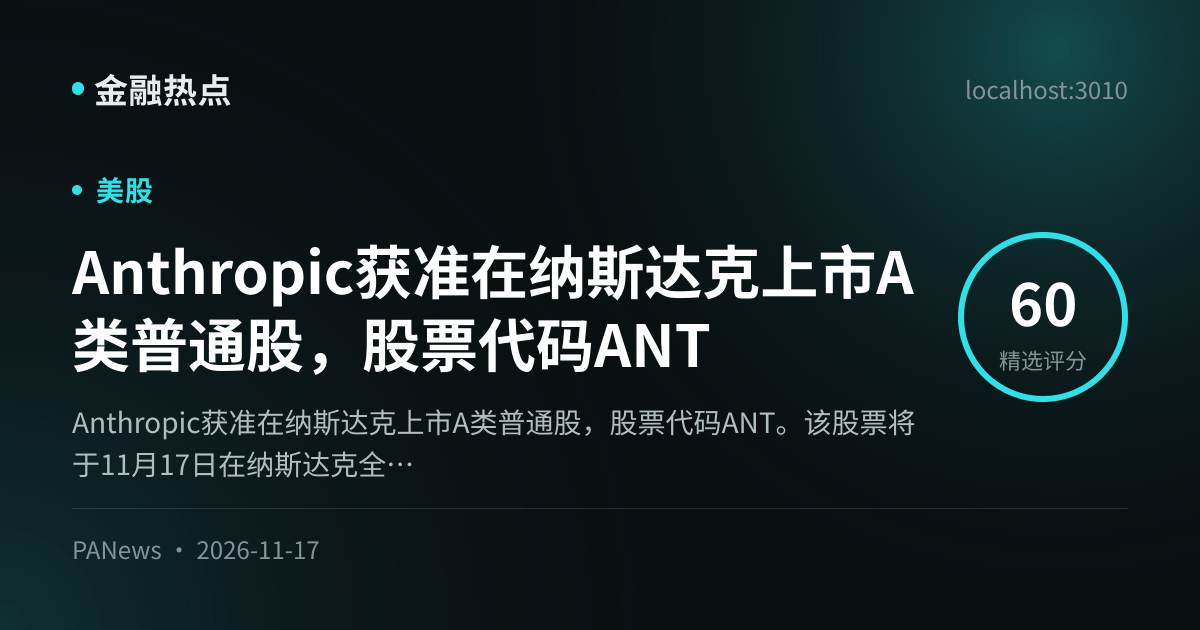 金融热点
localhost:3010
美股
Anthropic获准在纳斯达克上市A
类普通股，股票代码ANT
60
精选评分
Anthropic获准在纳斯达克上市A类普通股，股票代码ANT。该股票将
于11月17日在纳斯达克全…
PANews • 2026-11-17